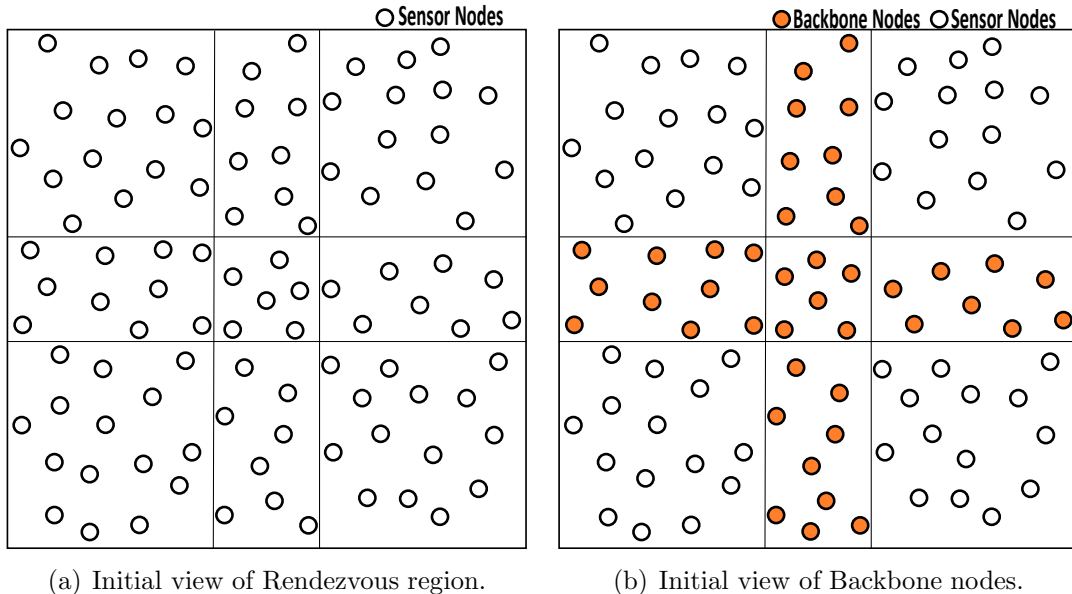 Sensor Nodes
Backbone Nodes Sensor Nodes
(a) Initial view of Rendezvous region.
(b) Initial view of Backbone nodes.